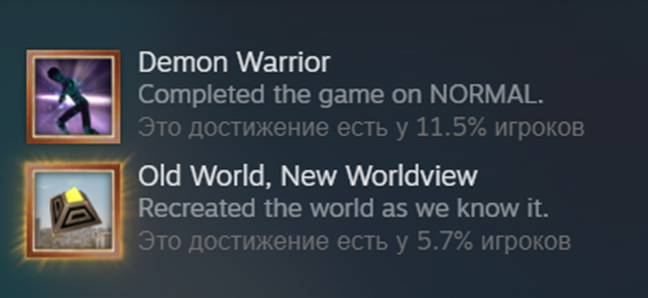 Demon Warrior
Completed the game on NORMAL.
Это достижение есть у 11.5% игроков
Old World, New Worldview
Recreated the world as we know it.
Это достижение есть у 5.7% игроков